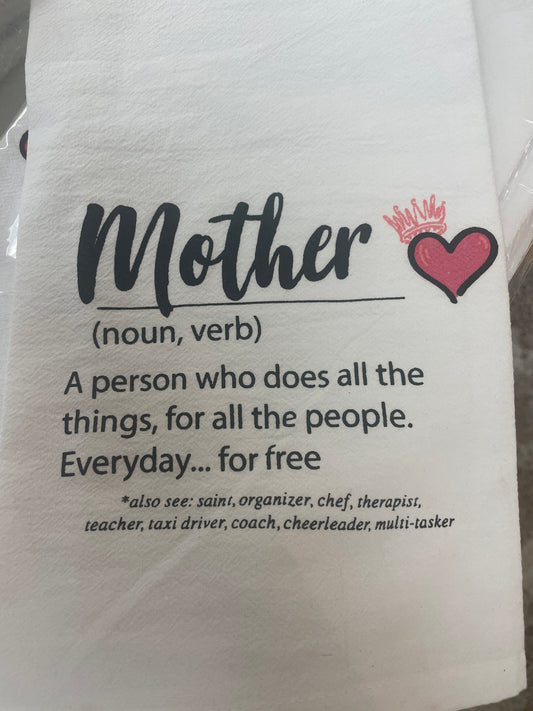 Mother
(noun, verb)
A person who does all the
things, for all the people.
Everyday... for free
*also see: saint, organizer, chef, therapist,
teacher, taxi driver, coach, cheerleader, multi-tasker